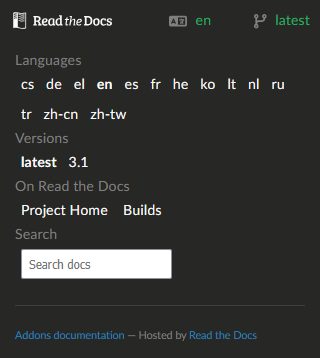 Read the Docs en latest
Languages
cs de el en es fr he ko lt nl ru
tr zh-cn zh-tw
Versions
latest 3.1
On Read the Docs
Project Home Builds
Search
Search docs
Addons documentation — Hosted by Read the Docs